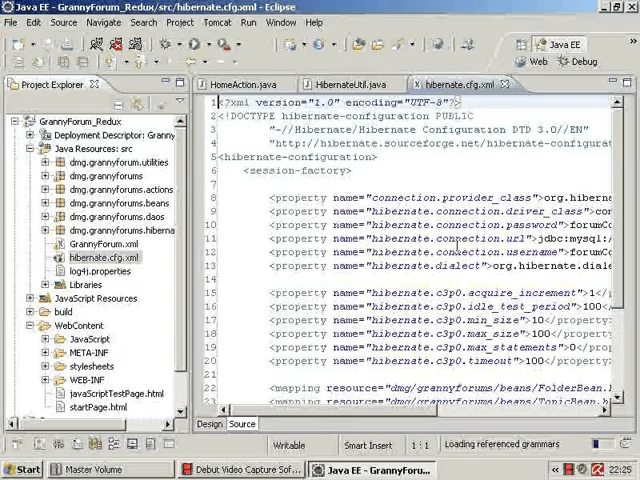 Java EE - GrannyForum_Redux/src/hibernate.cfg.xml - Eclipse
File Edit Source Navigate Search Project Tomcat Run Window Help
Java EE
Web Debug
Project Explorer
HomeAction.java
HibernateUtil.java
hibernate.cfg.xml
GrannyForum_Redux
Deployment Descriptor: Granny
Java Resources: src
dmg.grannyforum.utilities
dmg.grannyforums
dmg.grannyforums.actions
dmg.grannyforums.beans
dmg.grannyforums.daos
dmg.grannyforums.hiberna
GrannyForum.xml
hibernate.cfg.xml
log4j.properties
Libraries
JavaScript Resources
build
WebContent
JavaScript
META-INF
stylesheets
WEB-INF
javaScriptTestPage.html
startPage.html
1 <?xml version="1.0" encoding="UTF-8"?>
2 <!DOCTYPE hibernate-configuration PUBLIC
3 "-//Hibernate/Hibernate Configuration DTD 3.0//EN"
4 "http://hibernate.sourceforge.net/hibernate-configurat
5 <hibernate-configuration>
6 <session-factory>
7
8 <property name="connection.provider_class">org.hiberna
9 <property name="hibernate.connection.driver_class">com
10 <property name="hibernate.connection.password">forumCo
11 <property name="hibernate.connection.url">jdbc:mysql:/
12 <property name="hibernate.connection.username">forumCo
13 <property name="hibernate.dialect">org.hibernate.diale
14
15 <property name="hibernate.c3p0.acquire_increment">1</
16 <property name="hibernate.c3p0.idle_test_period">100<
17 <property name="hibernate.c3p0.min_size">10</property
18 <property name="hibernate.c3p0.max_size">100</propert
19 <property name="hibernate.c3p0.max_statements">0</pro
20 <property name="hibernate.c3p0.timeout">100</property
21
22 <mapping resource="dmg/grannyforums/beans/FolderBean.h
23 <mapping resource="dmg/grannyforums/beans/TopicBean.hb
Design Source
Writable
Smart Insert
1 : 1
Loading referenced grammars
Start
Master Volume
Debut Video Capture Sof...
Java EE - GrannyForu...
22:25